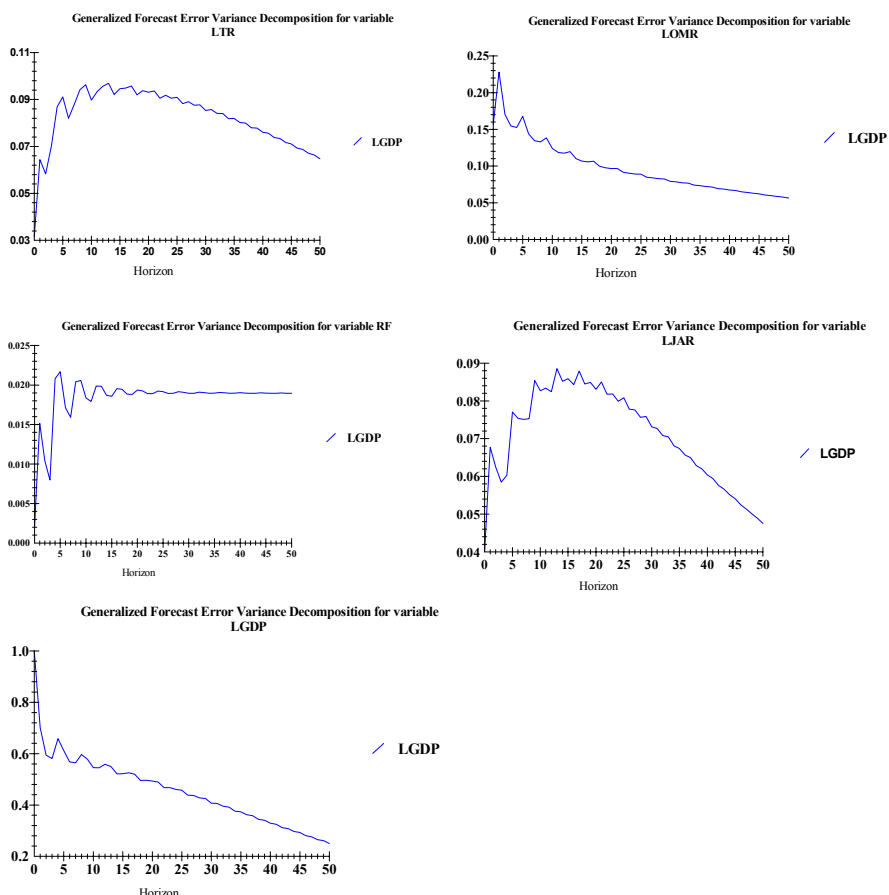 Generalized Forecast Error Variance Decomposition for variable
LTR
0.11
0.09
0.07
0.05
0.03
0 5 10 15 20 25 30 35 40 45 50
Horizon
LGDP
Generalized Forecast Error Variance Decomposition for variable
LOMR
0.25
0.20
0.15
0.10
0.05
0.00
0 5 10 15 20 25 30 35 40 45 50
Horizon
LGDP
Generalized Forecast Error Variance Decomposition for variable RF
0.025
0.020
0.015
0.010
0.005
0.000
0 5 10 15 20 25 30 35 40 45 50
Horizon
LGDP
Generalized Forecast Error Variance Decomposition for variable
LJAR
0.09
0.08
0.07
0.06
0.05
0.04
0 5 10 15 20 25 30 35 40 45 50
Horizon
LGDP
Generalized Forecast Error Variance Decomposition for variable
LGDP
1.0
0.8
0.6
0.4
0.2
0 5 10 15 20 25 30 35 40 45 50
Horizon
LGDP